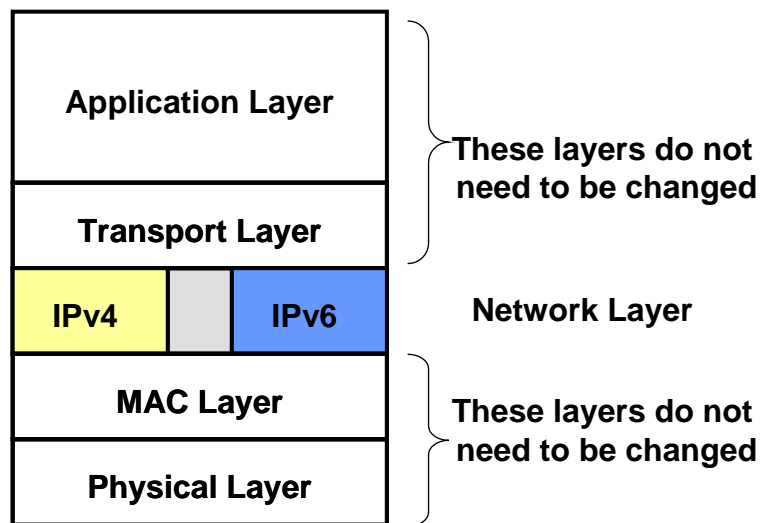 Application Layer
These layers do not
need to be changed
Transport Layer
IPv4
IPv6
Network Layer
MAC Layer
These layers do not
need to be changed
Physical Layer